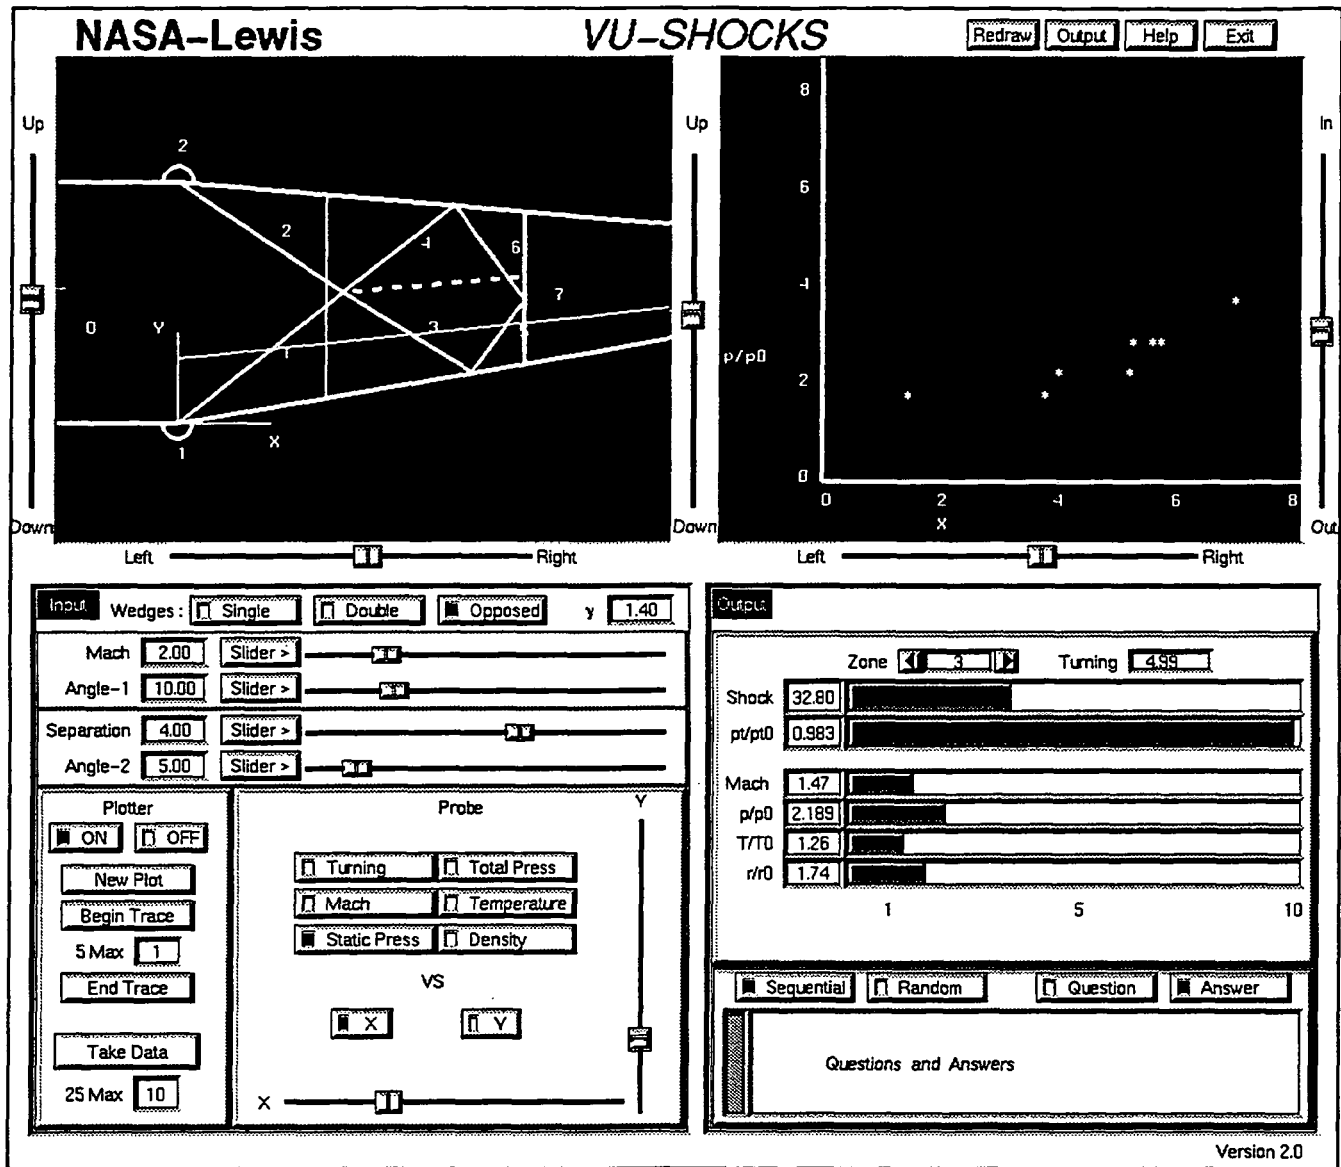 NASA–Lewis VU–SHOCKS Redraw Output Help Exit
Up Up In
2
2 4 6
0 Y 3 7
1
X
1
8
6
4
p/p0
2
0
0 2 4 6 8
X
Down Down Out
Left Right Left Right
Input Wedges : Single Double Opposed γ 1.40
Mach 2.00 Slider >
Angle-1 10.00 Slider >
Separation 4.00 Slider >
Angle-2 5.00 Slider >
Plotter
ON OFF
New Plot
Begin Trace
5 Max 1
End Trace
Take Data
25 Max 10
Probe Y
Turning Total Press
Mach Temperature
Static Press Density
VS
X Y
X
Output
Zone 3 Turning 4.99
Shock 32.80
pt/pt0 0.983
Mach 1.47
p/p0 2.189
T/T0 1.26
r/r0 1.74
1 5 10
Sequential Random Question Answer
Questions and Answers
Version 2.0